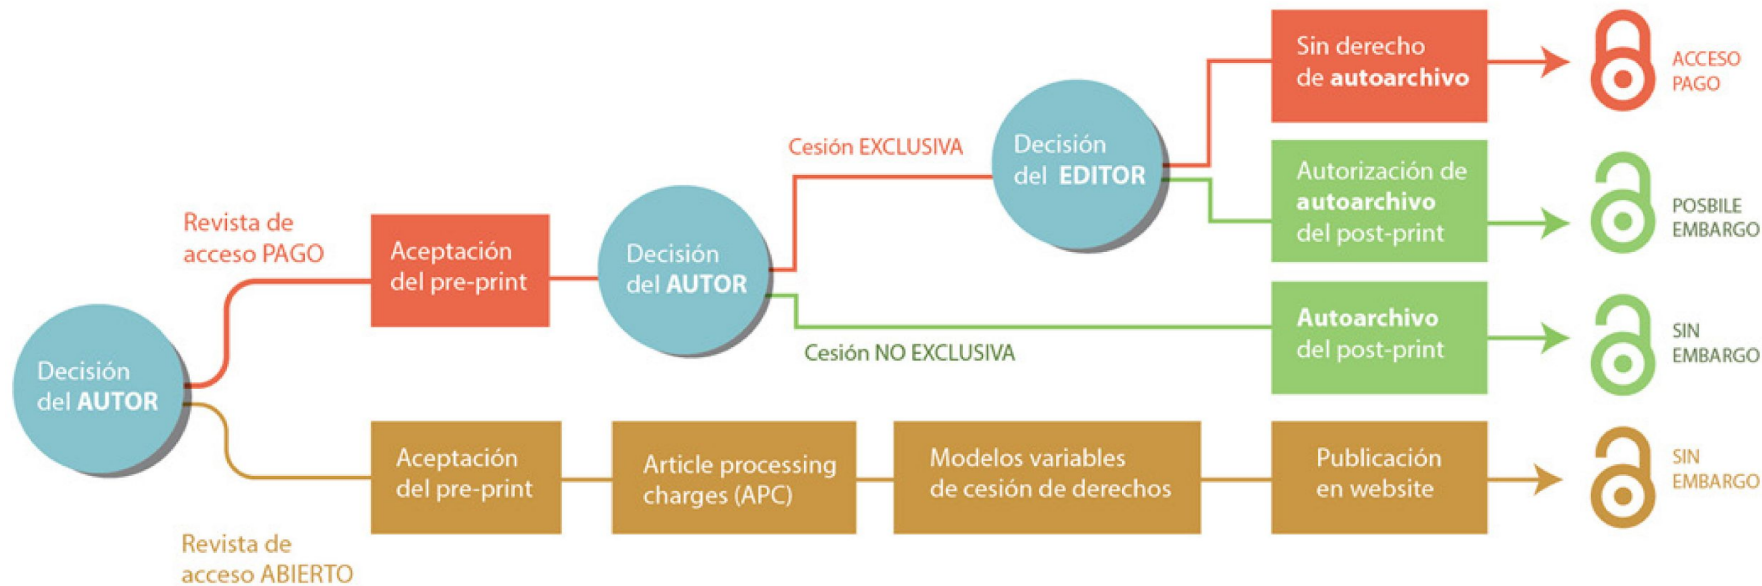 Decisión
del AUTOR
Revista de
acceso PAGO
Aceptación
del pre-print
Decisión
del AUTOR
Cesión EXCLUSIVA
Decisión
del EDITOR
Sin derecho
de autoarchivo
ACCESO
PAGO
Autorización de
autoarchivo
del post-print
POSBILE
EMBARGO
Cesión NO EXCLUSIVA
Autoarchivo
del post-print
SIN
EMBARGO
Revista de
acceso ABIERTO
Aceptación
del pre-print
Article processing
charges (APC)
Modelos variables
de cesión de derechos
Publicación
en website
SIN
EMBARGO